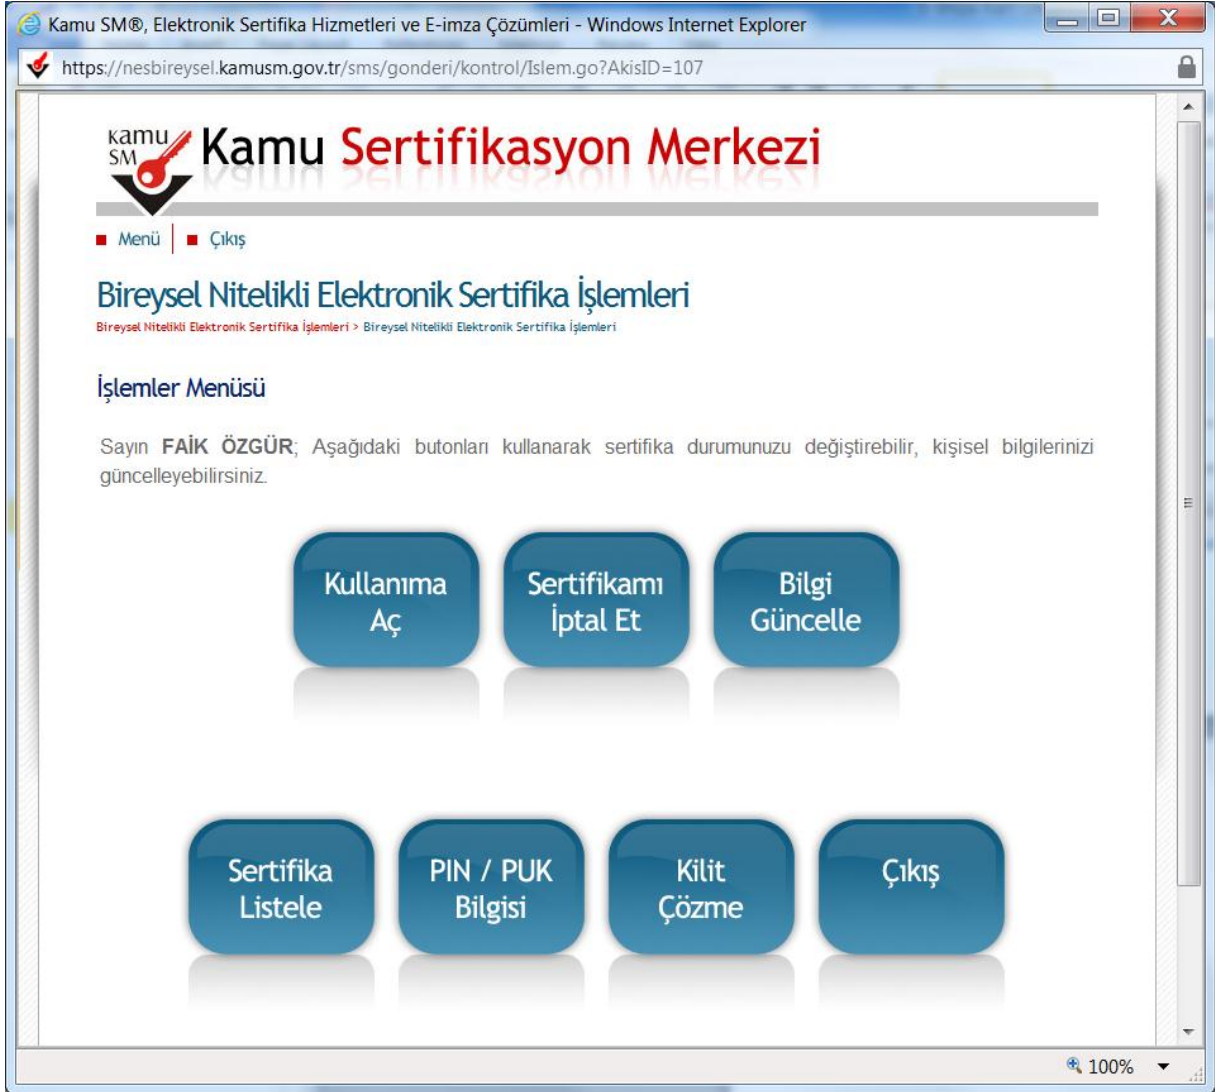 Kamu SM®, Elektronik Sertifika Hizmetleri ve E-imza Çözümleri - Windows Internet Explorer
https://nesbireysel.kamusm.gov.tr/sms/gonderi/kontrol/Islem.go?AkisID=107
kamu
SM
Kamu Sertifikasyon Merkezi
Menü
Çıkış
Bireysel Nitelikli Elektronik Sertifika İşlemleri
Bireysel Nitelikli Elektronik Sertifika İşlemleri > Bireysel Nitelikli Elektronik Sertifika İşlemleri
İşlemler Menüsü
Sayın FAİK ÖZGÜR; Aşağıdaki butonları kullanarak sertifika durumunuzu değiştirebilir, kişisel bilgilerinizi
güncelleyebilirsiniz.
Kullanıma
Aç
Sertifikamı
İptal Et
Bilgi
Güncelle
Sertifika
Listele
PIN / PUK
Bilgisi
Kilit
Çözme
Çıkış
100%